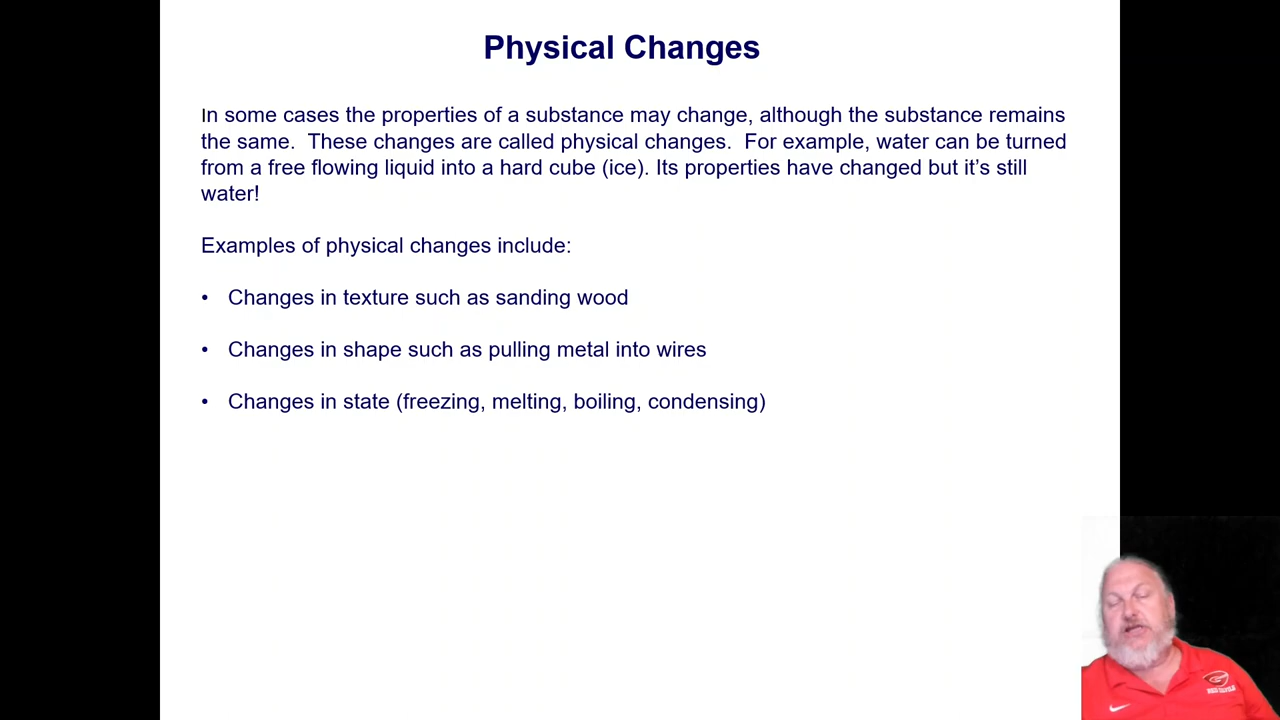 Physical Changes
In some cases the properties of a substance may change, although the substance remains
the same.  These changes are called physical changes.  For example, water can be turned
from a free flowing liquid into a hard cube (ice). Its properties have changed but it’s still
water!
Examples of physical changes include:
• Changes in texture such as sanding wood
• Changes in shape such as pulling metal into wires
• Changes in state (freezing, melting, boiling, condensing)